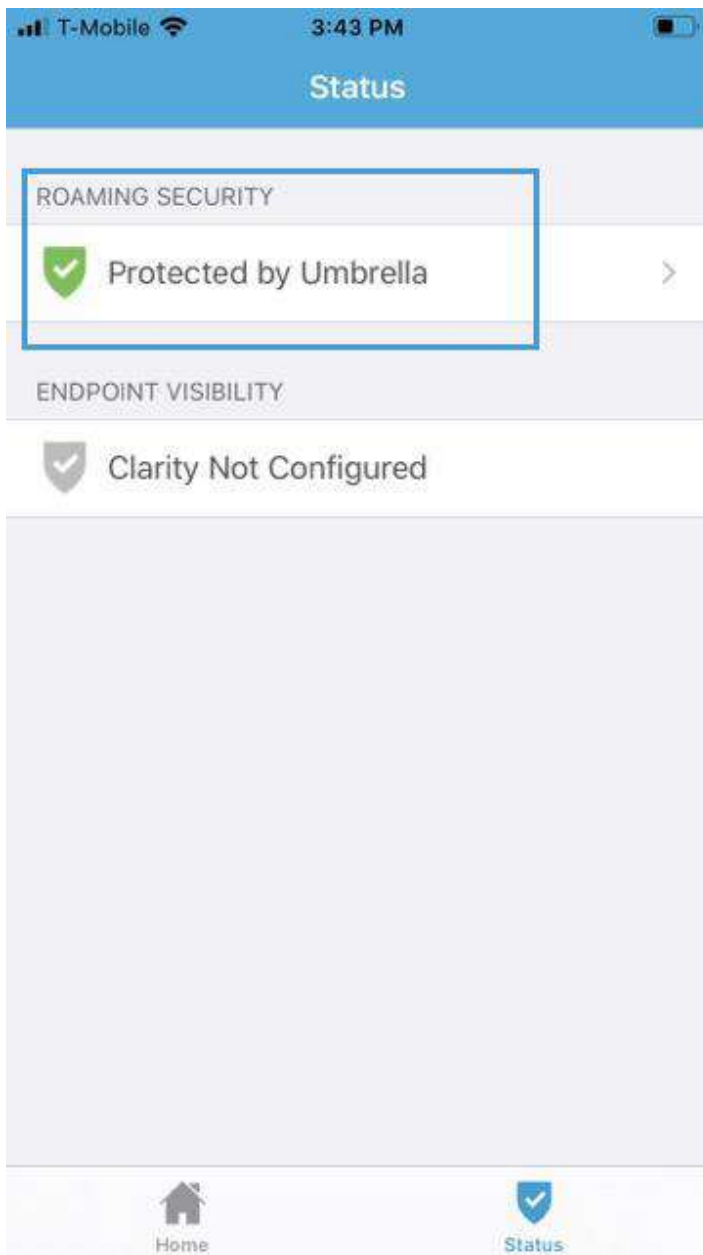 T-Mobile 3:43 PM
Status
ROAMING SECURITY
Protected by Umbrella
ENDPOINT VISIBILITY
Clarity Not Configured
Home Status